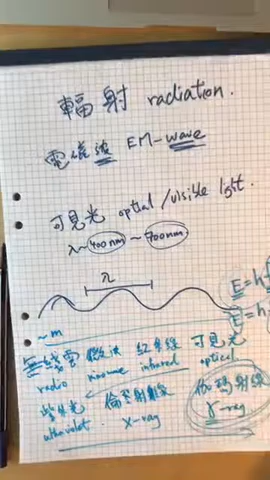 輻射 radiation.
電磁波 EM-wave
可見光 optical/visible light.
λ~400nm ~ 700nm
λ
E=h
E=h
~m
無綫電 微波 紅外線 可見光
radio infrared optical
紫外光 倫琴射線 伽瑪射線
ultraviolet. X-ray γ-ray